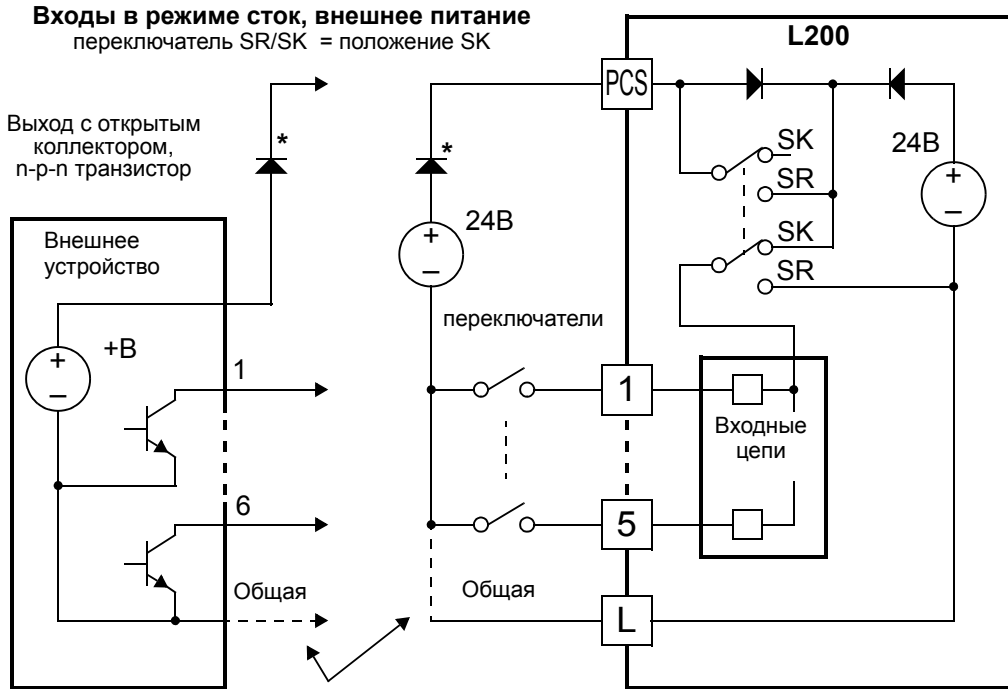 Входы в режиме сток, внешнее питание
переключатель SR/SK = положение SK
L200
PCS
Выход с открытым
коллектором,
n-p-n транзистор
*
*
SK
SR
24В
+
–
24В
+
–
SK
SR
Внешнее
устройство
+В
+
–
переключатели
1
1
Входные
цепи
6
5
Общая
Общая
L